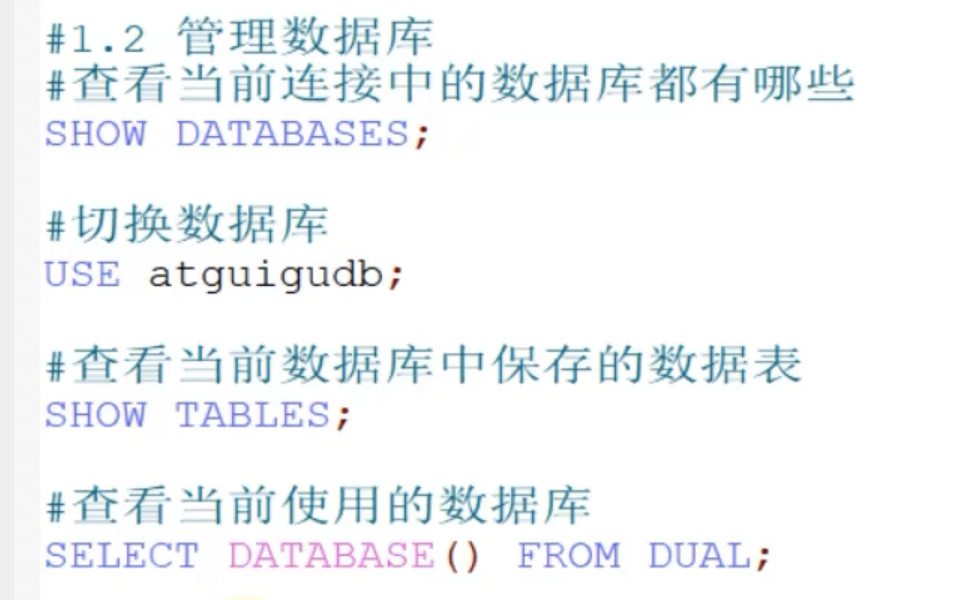 #1.2 管理数据库
#查看当前连接中的数据库都有哪些
SHOW DATABASES;
#切换数据库
USE atguigudb;
#查看当前数据库中保存的数据表
SHOW TABLES;
#查看当前使用的数据库
SELECT DATABASE() FROM DUAL;